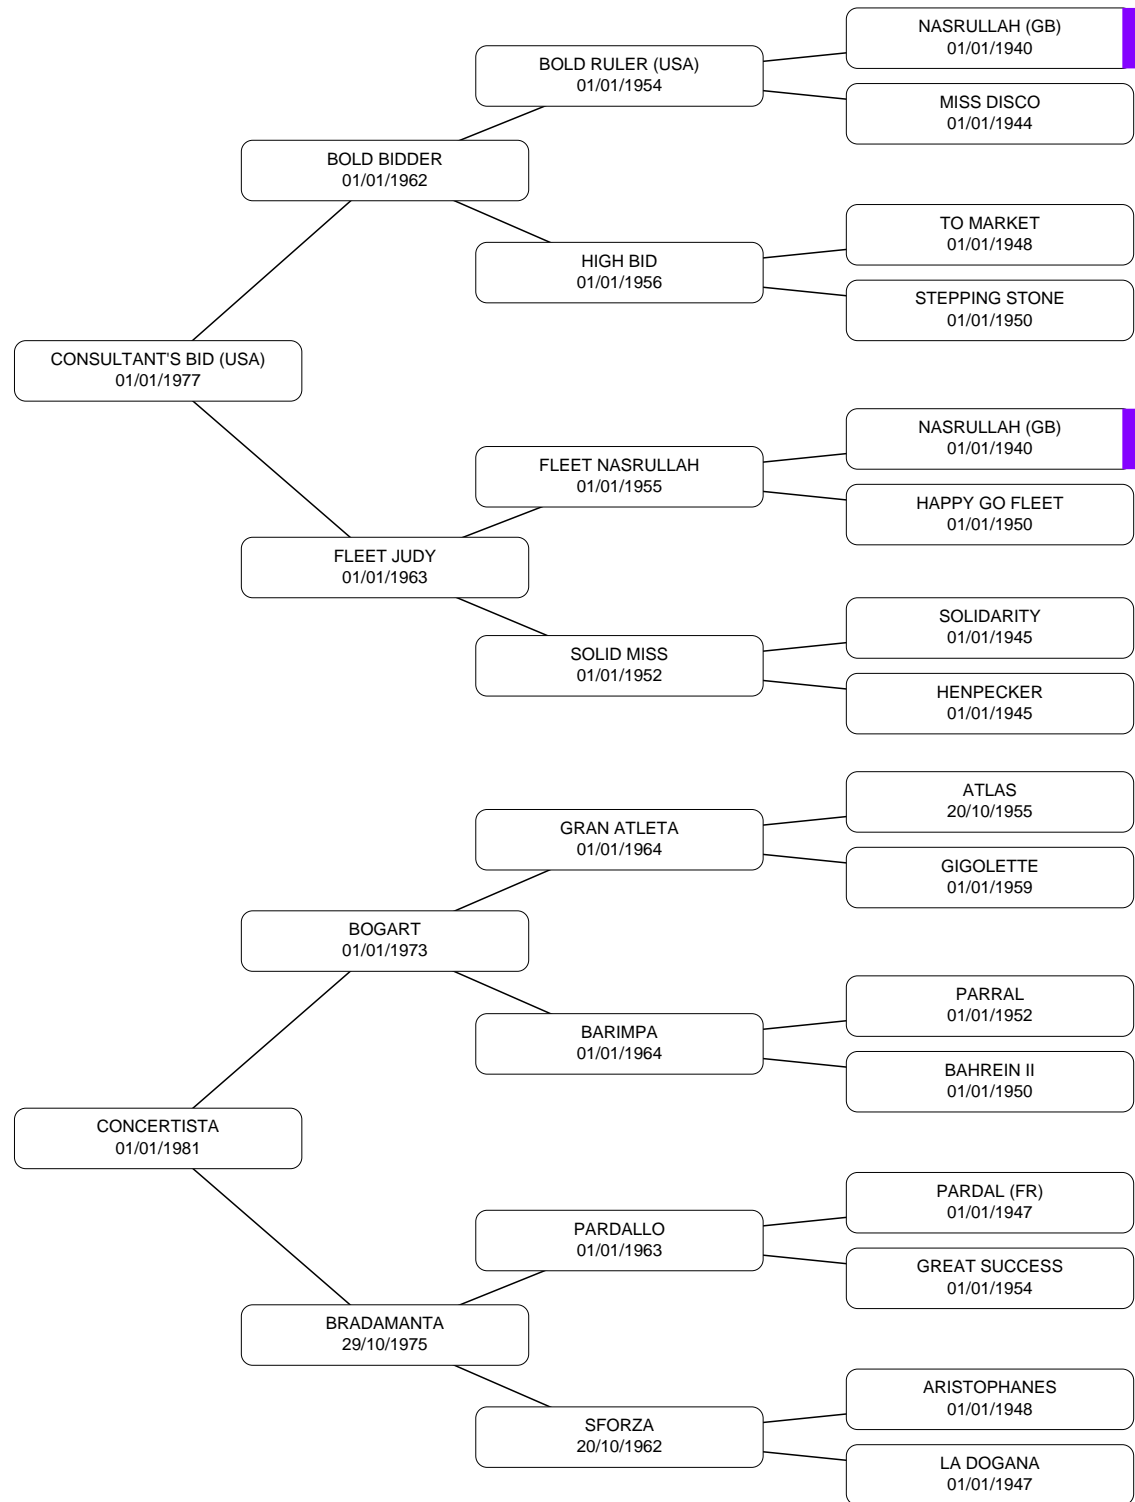 NASRULLAH (GB)
01/01/1940
BOLD RULER (USA)
01/01/1954
MISS DISCO
01/01/1944
BOLD BIDDER
01/01/1962
TO MARKET
01/01/1948
HIGH BID
01/01/1956
STEPPING STONE
01/01/1950
CONSULTANT'S BID (USA)
01/01/1977
NASRULLAH (GB)
01/01/1940
FLEET NASRULLAH
01/01/1955
HAPPY GO FLEET
01/01/1950
FLEET JUDY
01/01/1963
SOLIDARITY
01/01/1945
SOLID MISS
01/01/1952
HENPECKER
01/01/1945
ATLAS
20/10/1955
GRAN ATLETA
01/01/1964
GIGOLETTE
01/01/1959
BOGART
01/01/1973
PARRAL
01/01/1952
BARIMPA
01/01/1964
BAHREIN II
01/01/1950
CONCERTISTA
01/01/1981
PARDAL (FR)
01/01/1947
PARDALLO
01/01/1963
GREAT SUCCESS
01/01/1954
BRADAMANTA
29/10/1975
ARISTOPHANES
01/01/1948
SFORZA
20/10/1962
LA DOGANA
01/01/1947